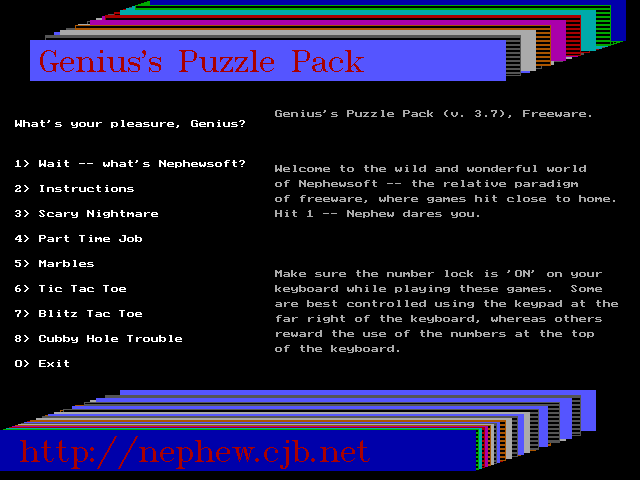 Genius's Puzzle Pack
What's your pleasure, Genius?
1> Wait -- what's Nephewsoft?
2> Instructions
3> Scary Nightmare
4> Part Time Job
5> Marbles
6> Tic Tac Toe
7> Blitz Tac Toe
8> Cubby Hole Trouble
0> Exit
Genius's Puzzle Pack (v. 3.7), Freeware.
Welcome to the wild and wonderful world
of Nephewsoft -- the relative paradigm
of freeware, where games hit close to home.
Hit 1 -- Nephew dares you.
Make sure the number lock is 'ON' on your
keyboard while playing these games.  Some
are best controlled using the keypad at the
far right of the keyboard, whereas others
reward the use of the numbers at the top
of the keyboard.
http://nephew.cjb.net